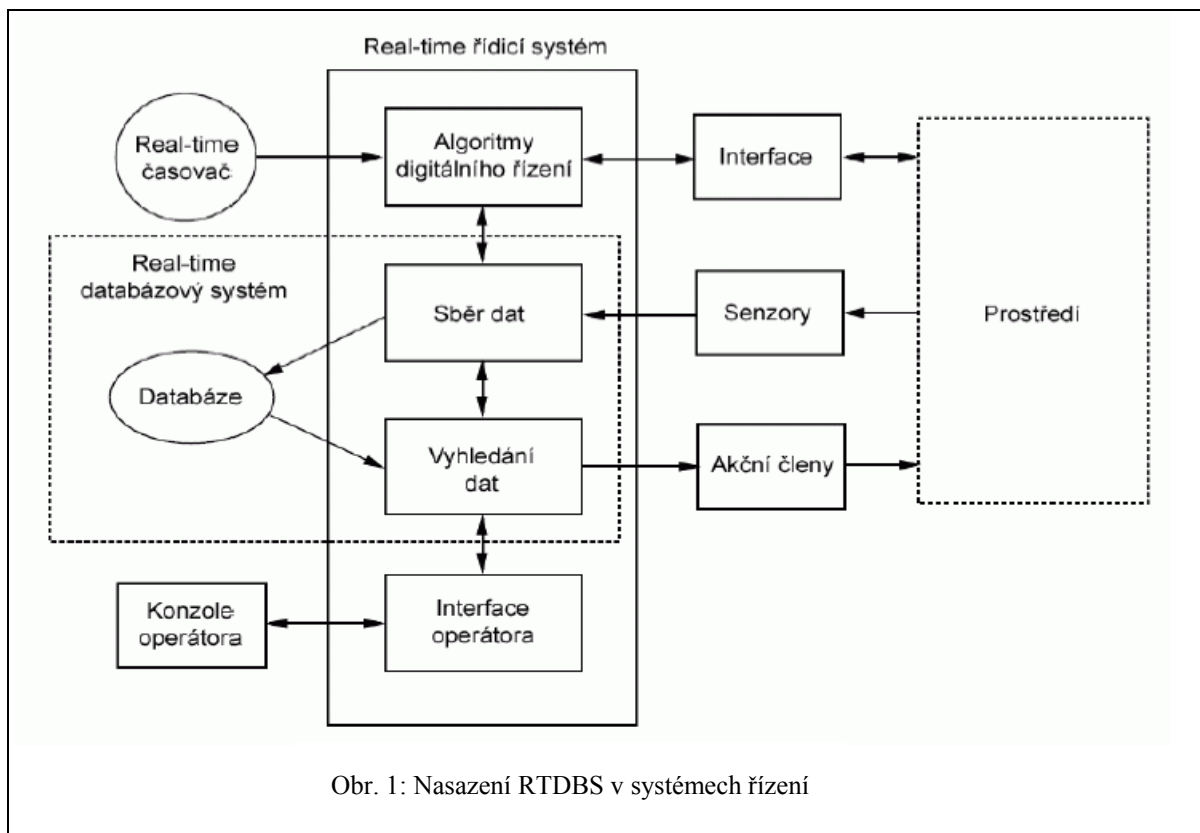 Real-time řídicí systém
Real-time
časovač
Algoritmy
digitálního řízení
Interface
Real-time
databázový systém
Sběr dat
Senzory
Prostředí
Databáze
Vyhledání
dat
Akční členy
Konzole
operátora
Interface
operátora
Obr. 1: Nasazení RTDBS v systémech řízení